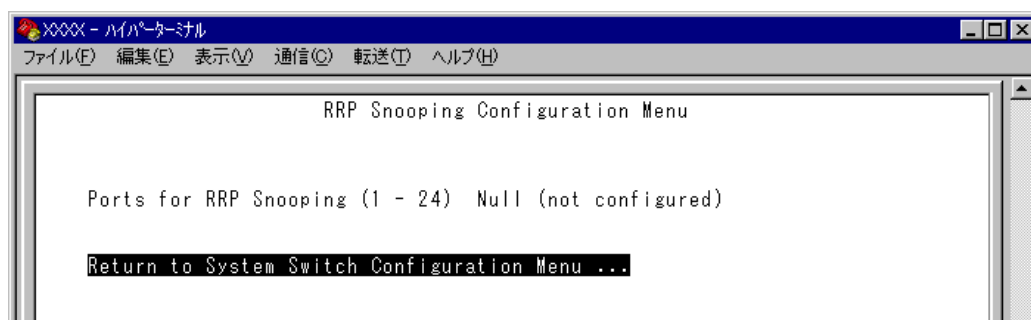 XXXX - ﾊｲﾊﾟｰﾀｰﾐﾅﾙ
ファイル(F) 編集(E) 表示(V) 通信(C) 転送(T) ヘルプ(H)
RRP Snooping Configuration Menu
Ports for RRP Snooping (1 - 24) Null (not configured)
Return to System Switch Configuration Menu ...